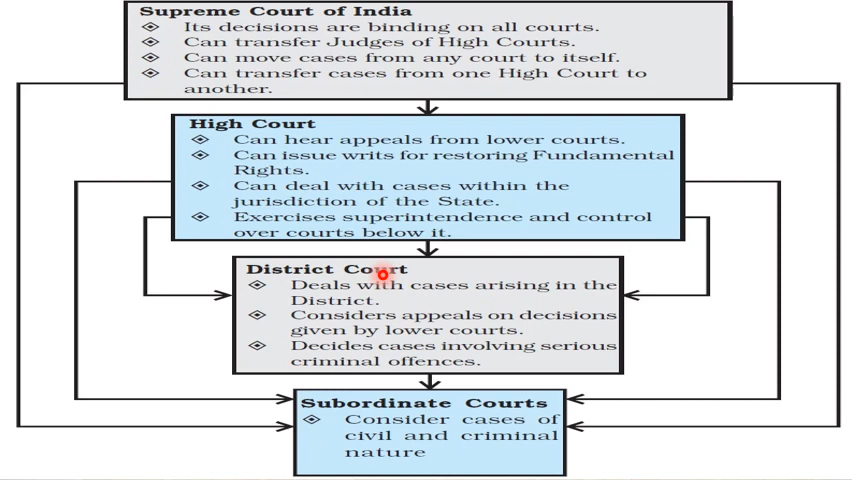 Supreme Court of India
Its decisions are binding on all courts.
Can transfer Judges of High Courts.
Can move cases from any court to itself.
Can transfer cases from one High Court to
another.
High Court
Can hear appeals from lower courts.
Can issue writs for restoring Fundamental
Rights.
Can deal with cases within the
jurisdiction of the State.
Exercises superintendence and control
over courts below it.
District Court
Deals with cases arising in the
District.
Considers appeals on decisions
given by lower courts.
Decides cases involving serious
criminal offences.
Subordinate Courts
Consider cases of
civil and criminal
nature